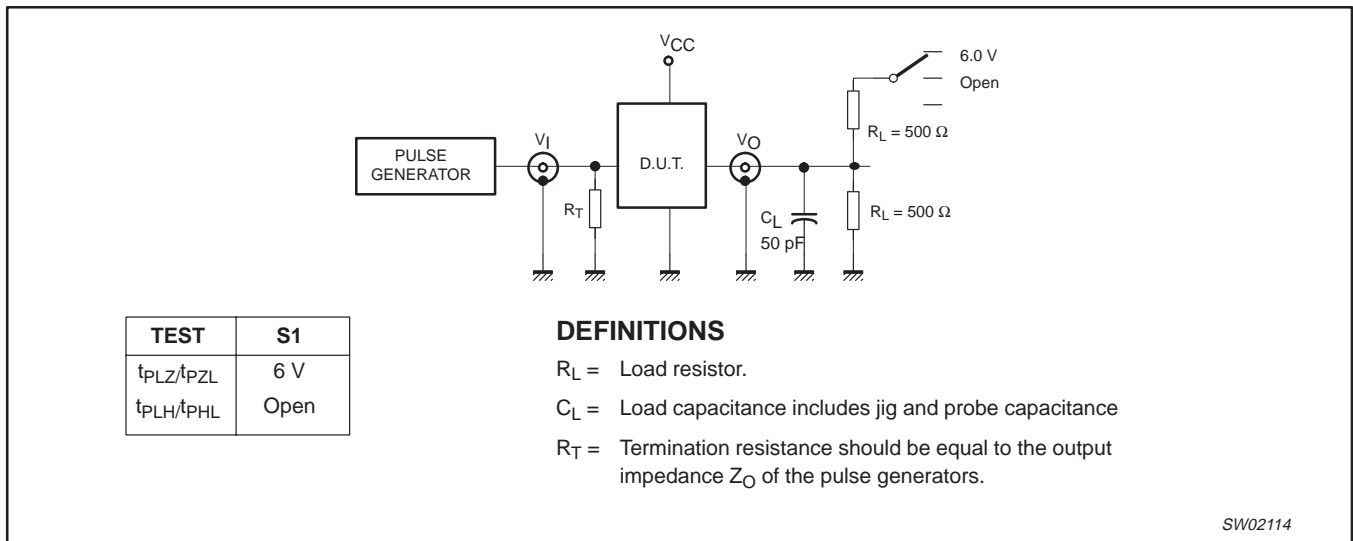 VCC
6.0 V
Open
RL = 500 Ω
VI
VO
PULSE
GENERATOR
D.U.T.
RT
CL
50 pF
RL = 500 Ω
TEST S1
tPLZ/tPZL 6 V
tPLH/tPHL Open
DEFINITIONS
RL = Load resistor.
CL = Load capacitance includes jig and probe capacitance
RT = Termination resistance should be equal to the output
impedance ZO of the pulse generators.
SW02114